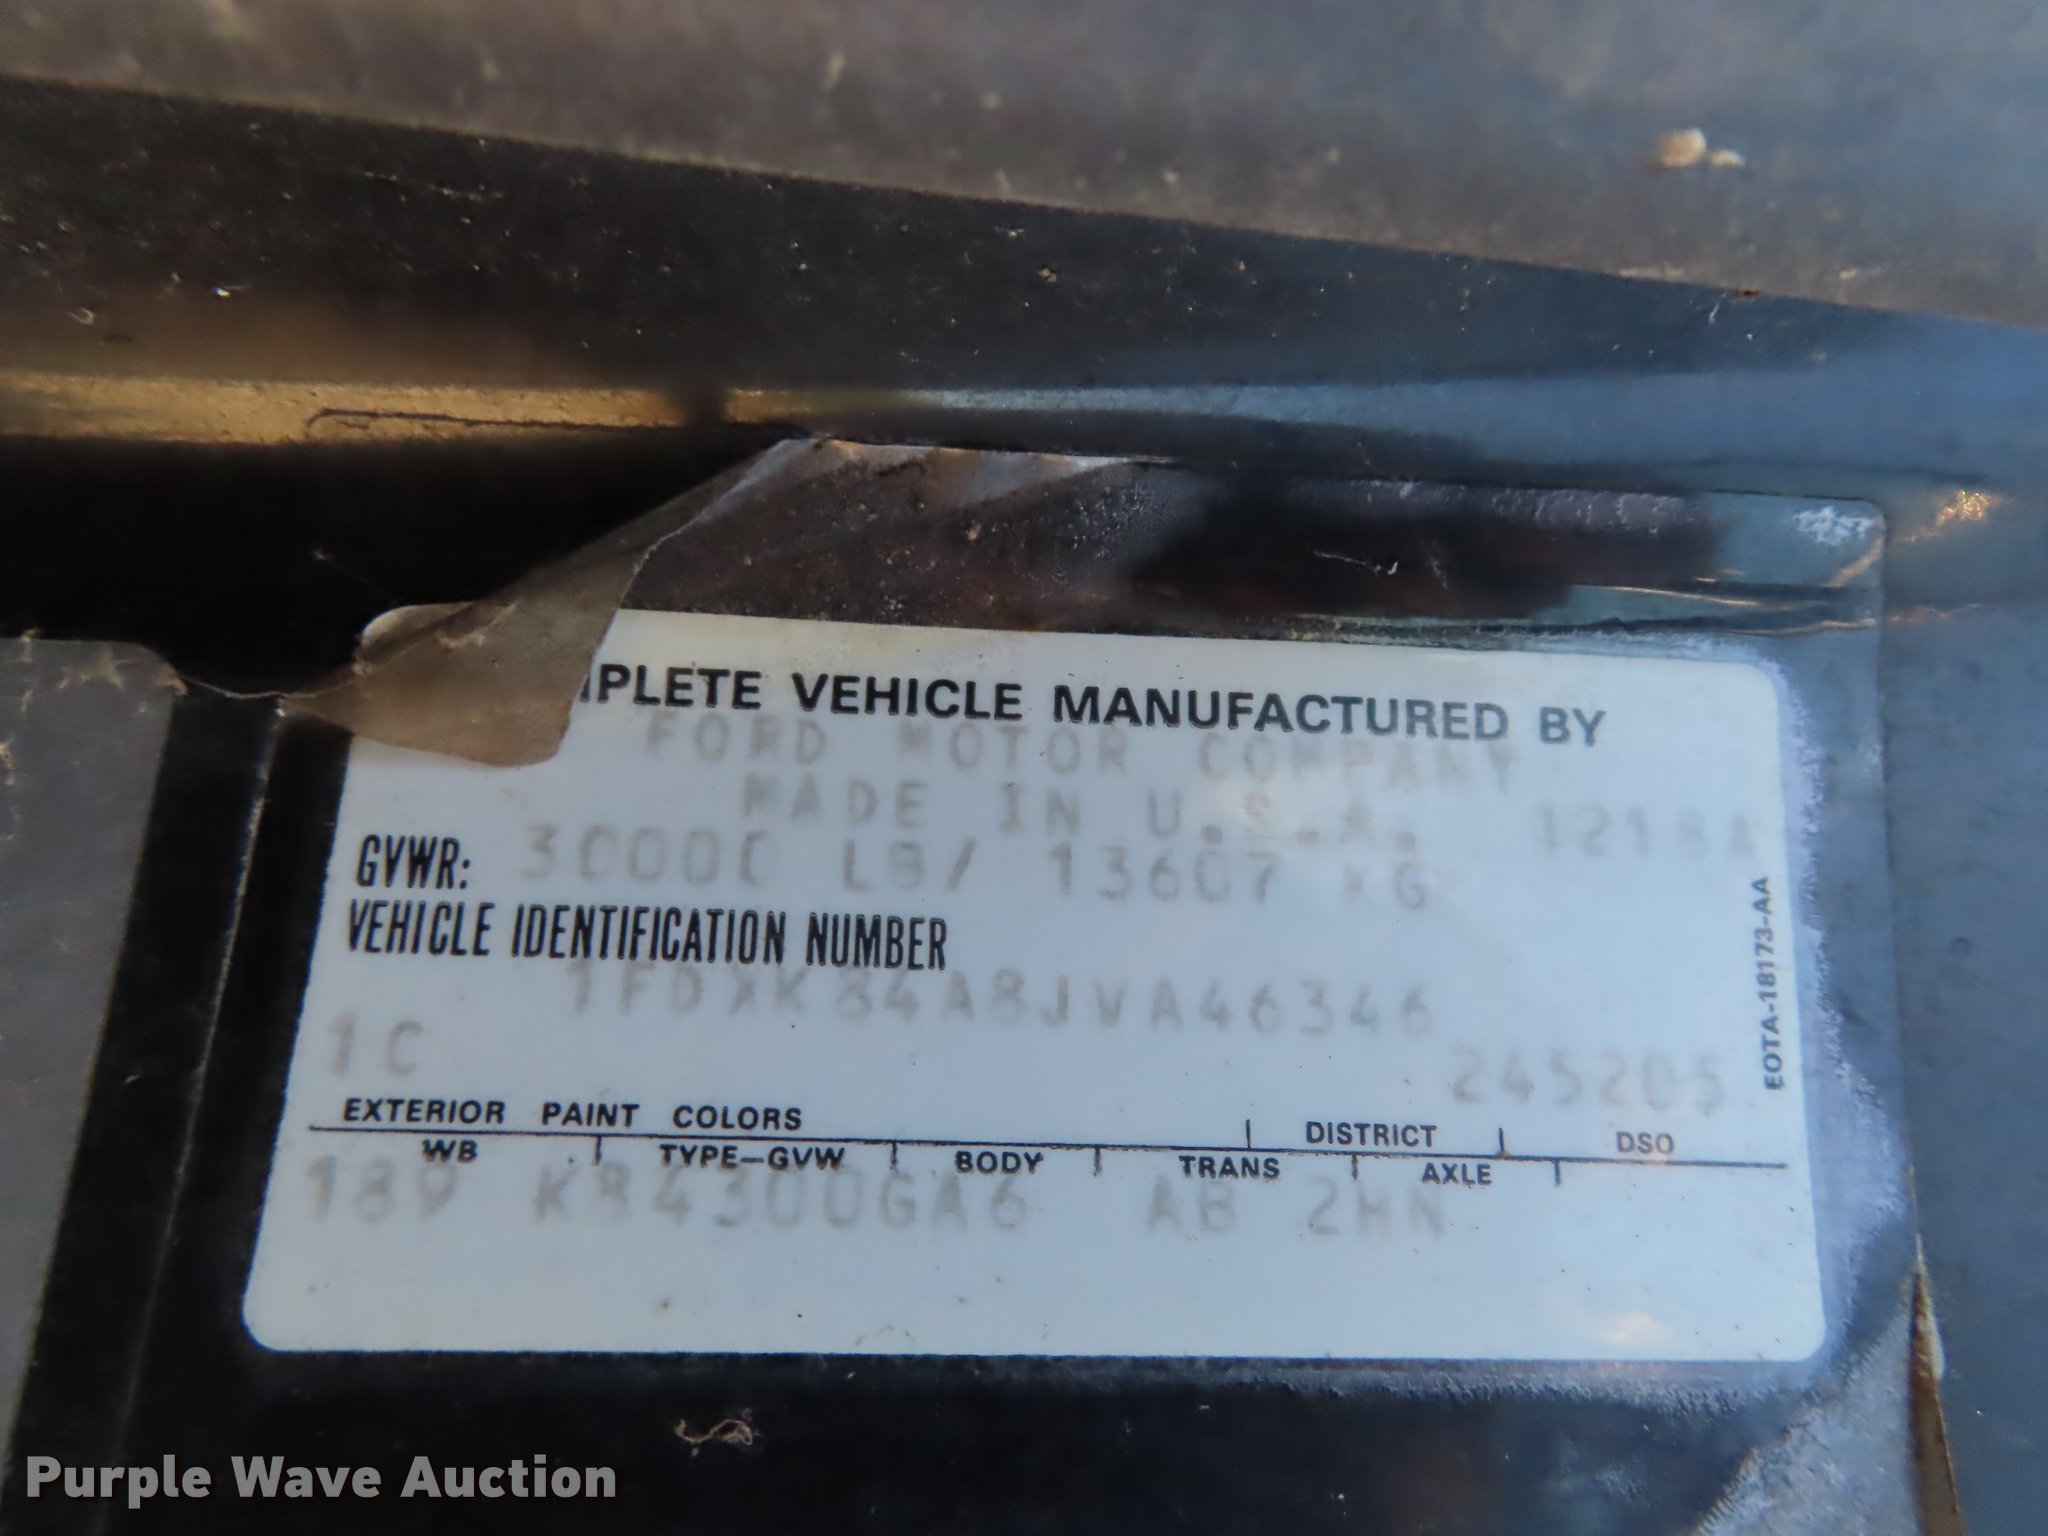 MPLETE VEHICLE MANUFACTURED BY
FORD MOTOR COMPANY
MADE IN U.S.A. 1218A
GVWR: 30000 LB/ 13607 KG
VEHICLE IDENTIFICATION NUMBER
1FDXK84A8JVA46346
1C
245205
EXTERIOR PAINT COLORS DISTRICT DSO
WB TYPE-GVW BODY TRANS AXLE
189 K84300GA6 AB 2HN
EOTA-18173-AA
Purple Wave Auction